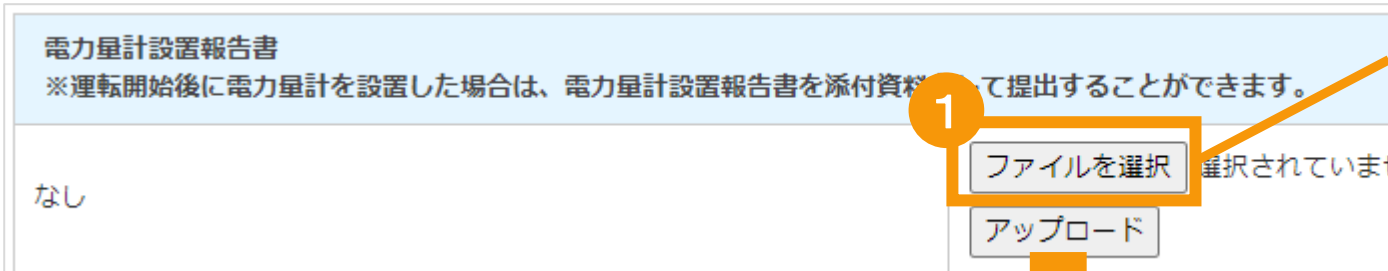 電力量計設置報告書
※運転開始後に電力量計を設置した場合は、電力量計設置報告書を添付資料 て提出することができます。
1
ファイルを選択 選択されていませ
なし
アップロード